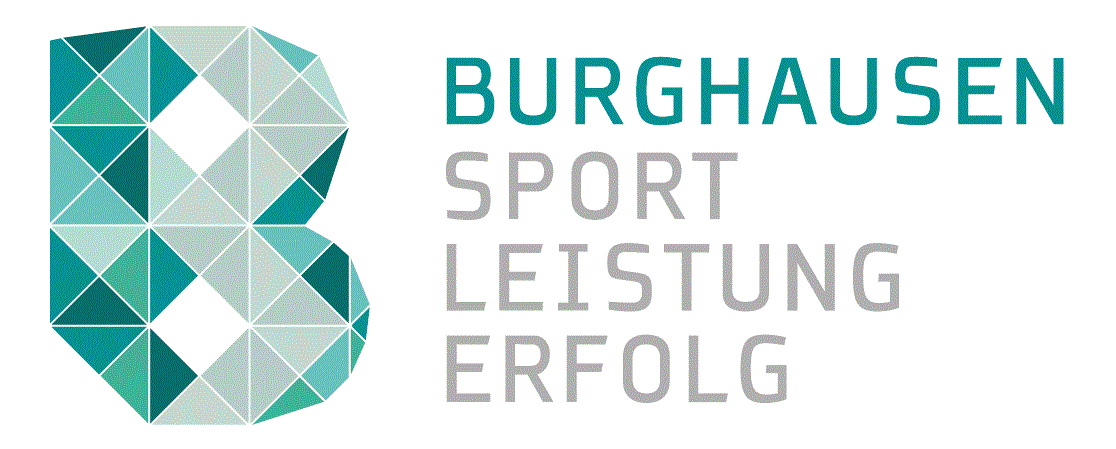 BURGHAUSEN
SPORT
LEISTUNG
ERFOLG